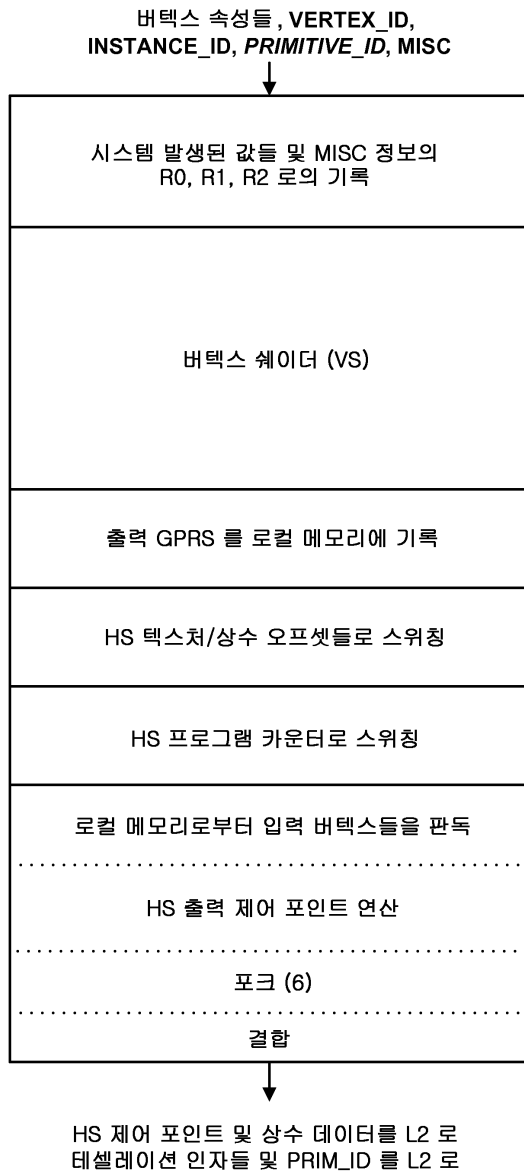 버텍스 속성들, VERTEX_ID,
INSTANCE_ID, PRIMITIVE_ID, MISC
시스템 발생된 값들 및 MISC 정보의
R0, R1, R2 로의 기록
버텍스 쉐이더 (VS)
출력 GPRS 를 로컬 메모리에 기록
HS 텍스처/상수 오프셋들로 스위칭
HS 프로그램 카운터로 스위칭
로컬 메모리로부터 입력 버텍스들을 판독
HS 출력 제어 포인트 연산
포크 (6)
결합
HS 제어 포인트 및 상수 데이터를 L2 로
테셀레이션 인자들 및 PRIM_ID 를 L2 로